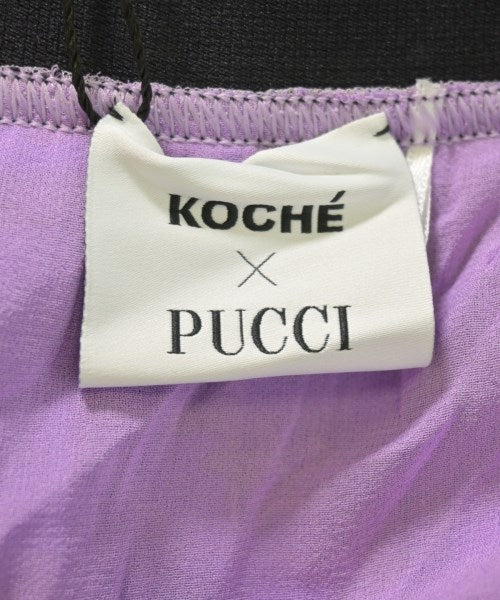 KOCHÉ
×
PUCCI